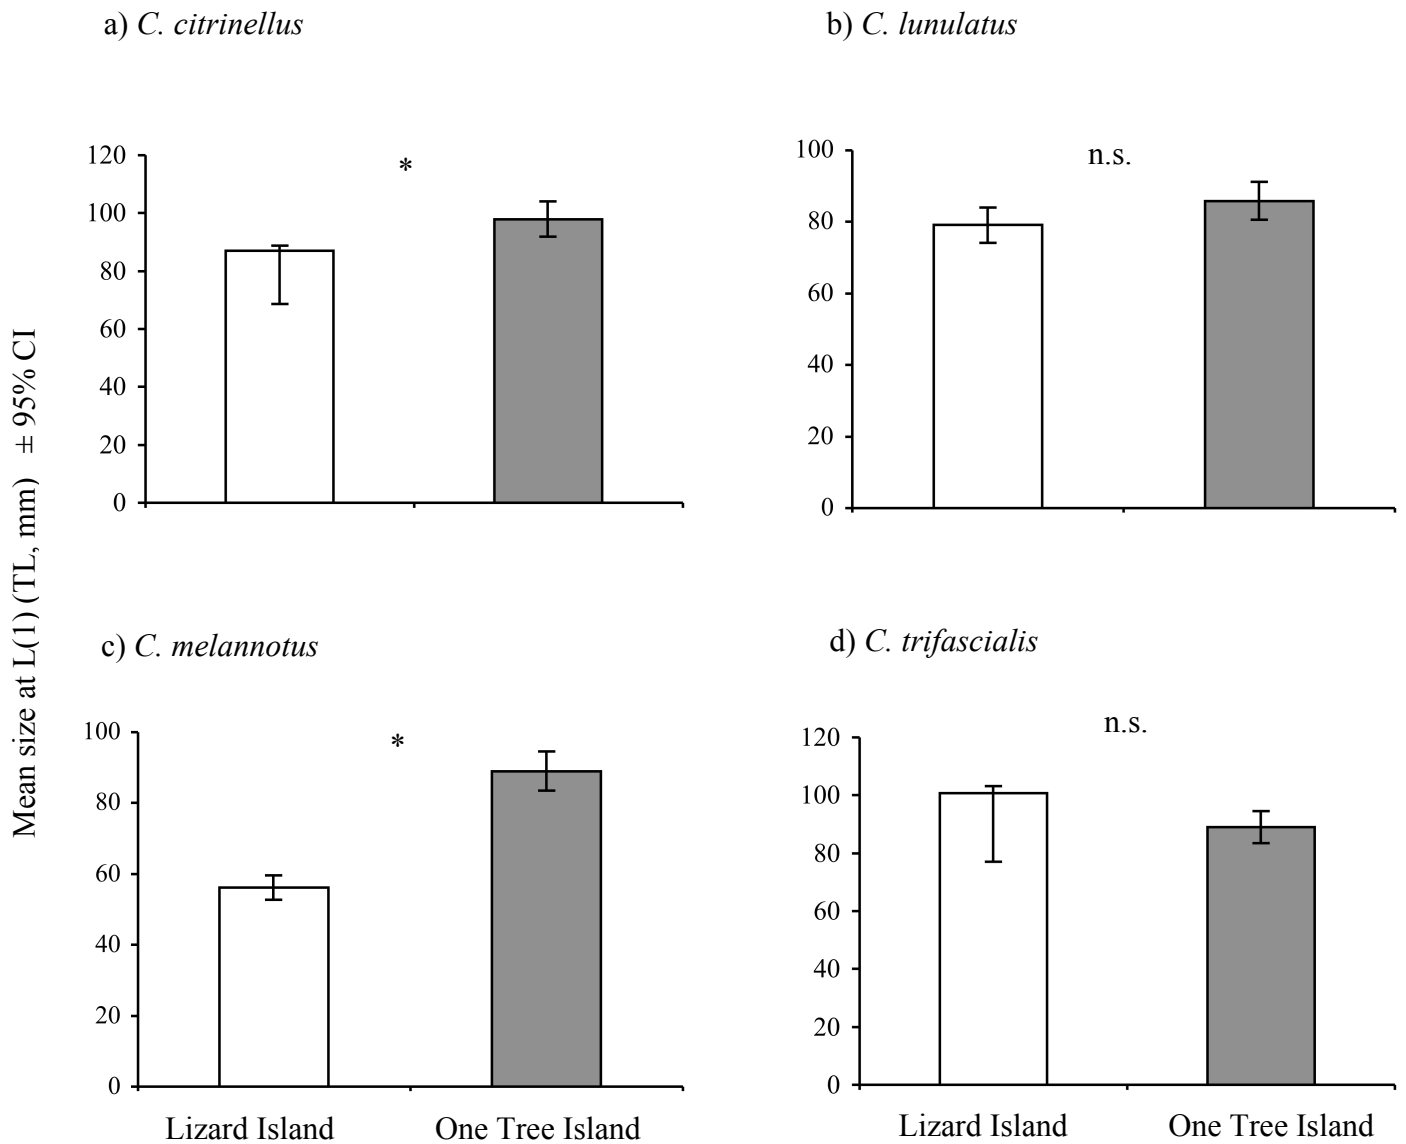 a) C. citrinellus
b) C. lunulatus
Mean size at L(1) (TL, mm) ± 95% CI
120
100
80
60
40
20
0
*
100
80
60
40
20
0
n.s.
c) C. melannotus
d) C. trifascialis
100
80
60
40
20
0
*
Lizard Island
One Tree Island
120
100
80
60
40
20
0
n.s.
Lizard Island
One Tree Island